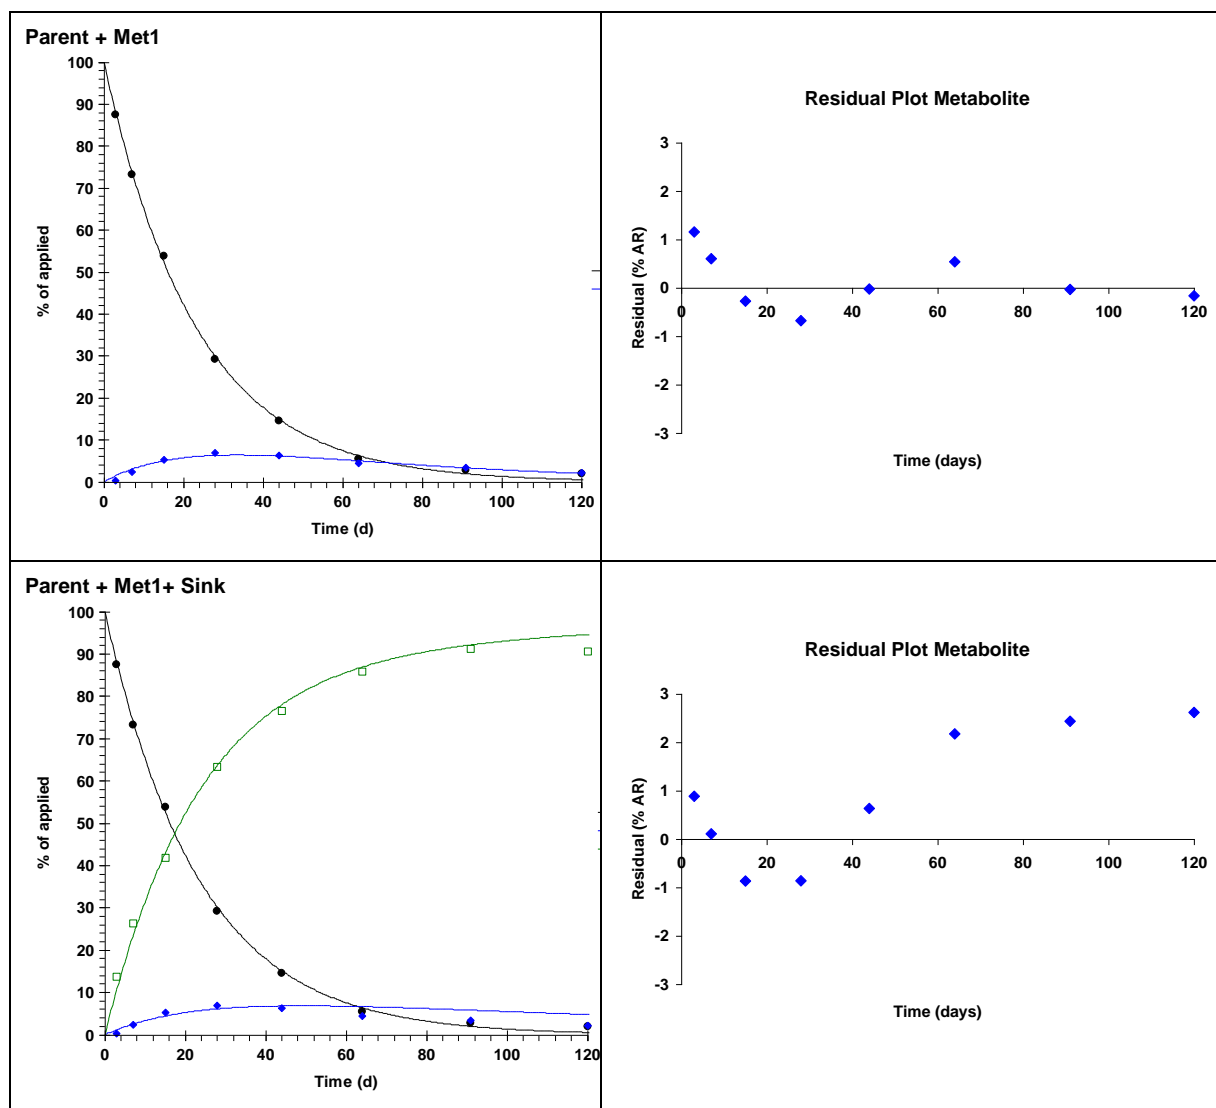 Parent + Met1
100
90
80
70
60
50
40
30
20
10
0
% of applied
0 20 40 60 80 100 120
Time (d)
Residual Plot Metabolite
3
2
1
0
-1
-2
-3
Residual (% AR)
0 20 40 60 80 100 120
Time (days)
Parent + Met1+ Sink
100
90
80
70
60
50
40
30
20
10
0
% of applied
0 20 40 60 80 100 120
Time (d)
Residual Plot Metabolite
3
2
1
0
-1
-2
-3
Residual (% AR)
0 20 40 60 80 100 120
Time (days)